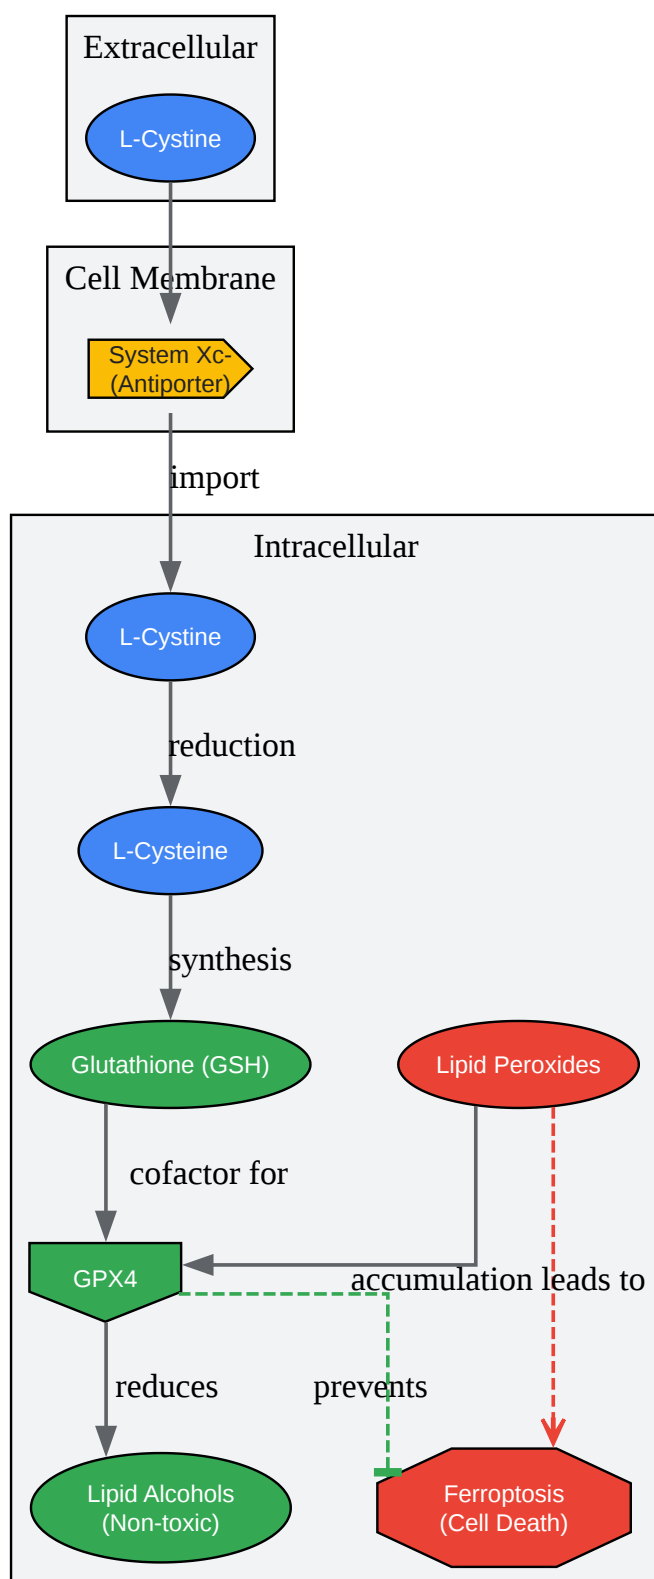 Extracellular
L-Cystine
Cell Membrane
System Xc-
(Antiporter)
import
Intracellular
L-Cystine
reduction
L-Cysteine
synthesis
Glutathione (GSH)
Lipid Peroxides
cofactor for
GPX4
accumulation leads to
reduces
prevents
Lipid Alcohols
(Non-toxic)
Ferroptosis
(Cell Death)